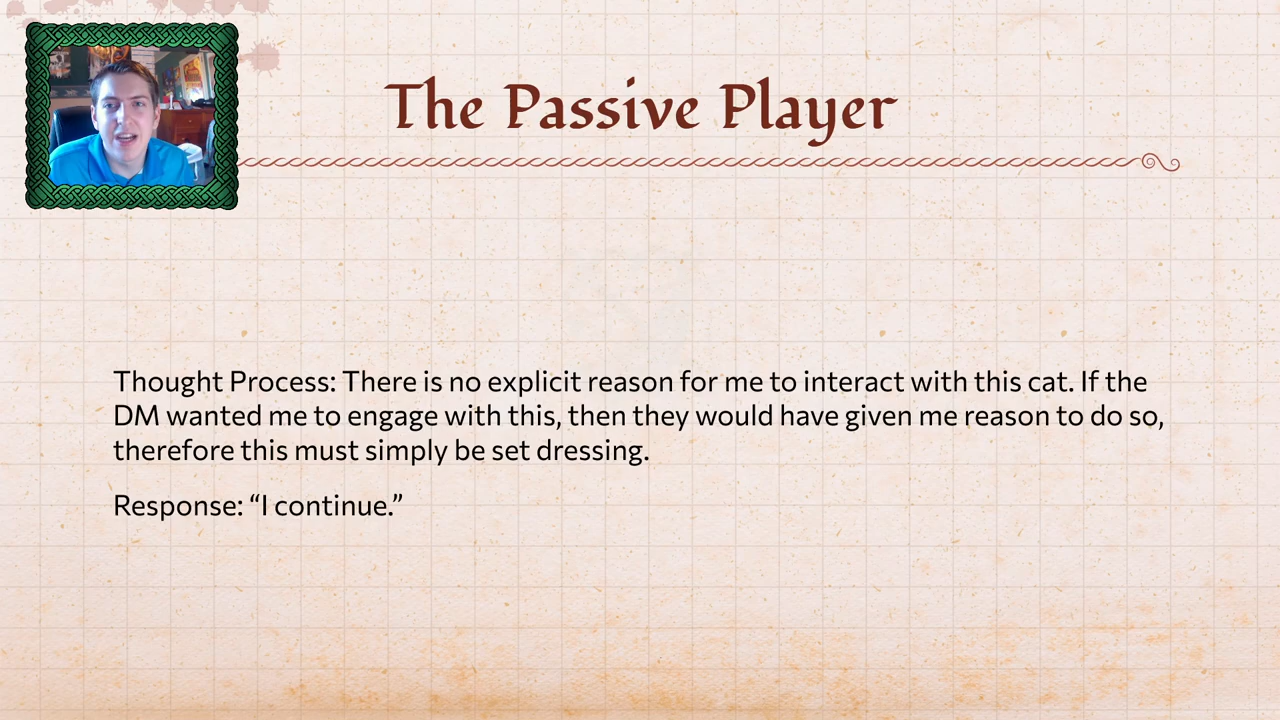 The Passive Player
Thought Process: There is no explicit reason for me to interact with this cat. If the
DM wanted me to engage with this, then they would have given me reason to do so,
therefore this must simply be set dressing.
Response: “I continue.”